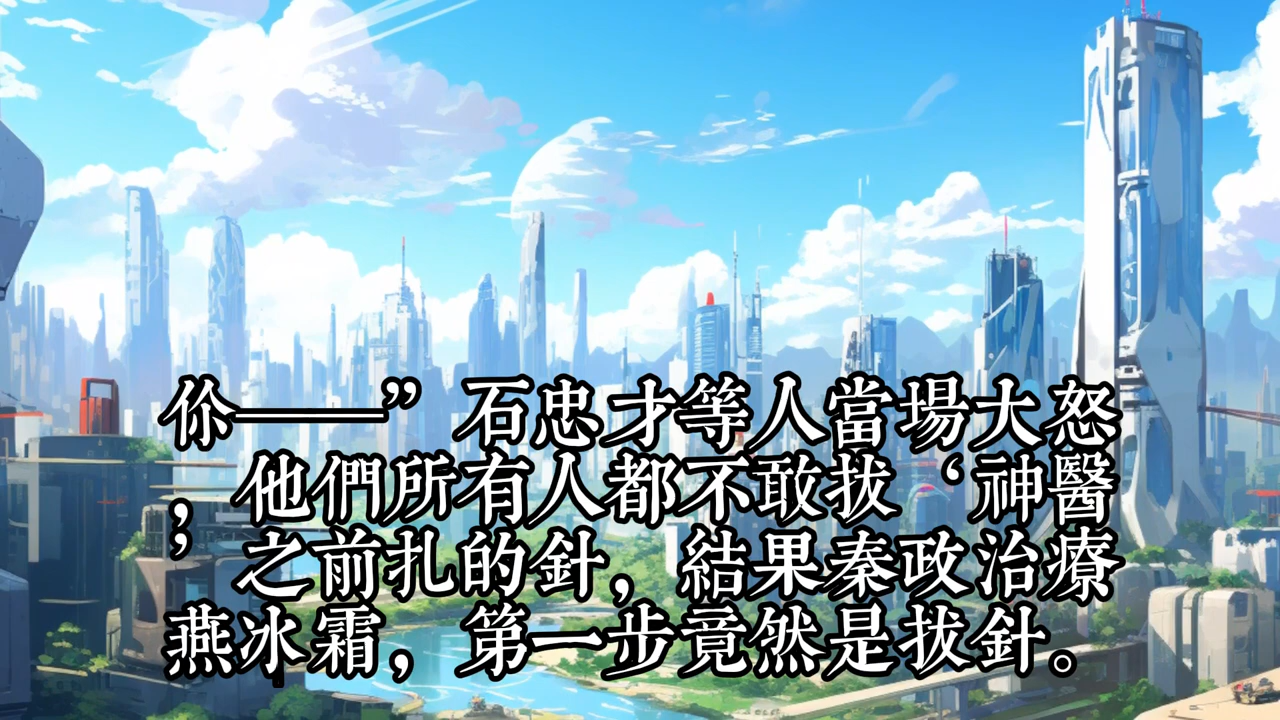 伱——”石忠才等人當場大怒
，他們所有人都不敢拔‘神醫
’之前扎的針，結果秦政治療
燕冰霜，第一步竟然是拔針。